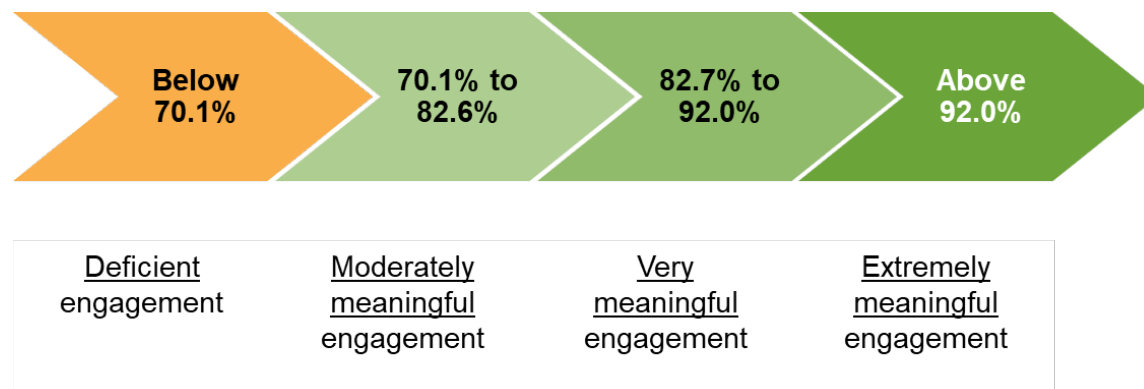 Below
70.1%
70.1% to
82.6%
82.7% to
92.0%
Above
92.0%
Deficient
engagement
Moderately
meaningful
engagement
Very
meaningful
engagement
Extremely
meaningful
engagement